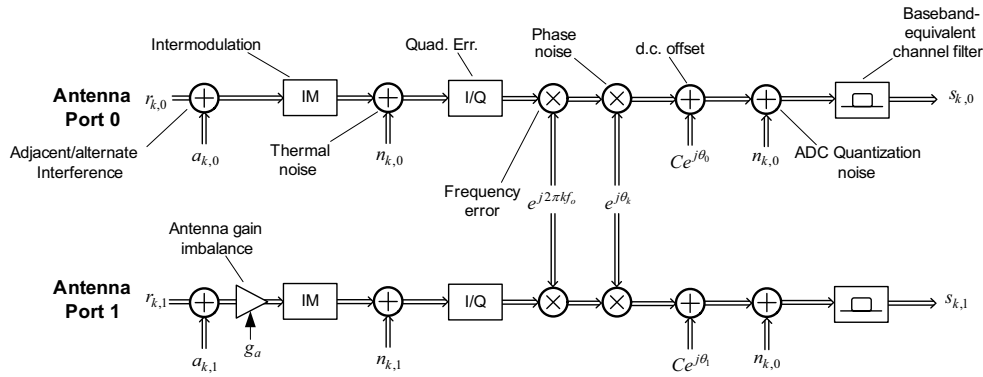 Baseband-
equivalent
channel filter
Intermodulation
Quad. Err.
Phase
noise
d.c. offset
Antenna
Port 0
r_{k,0}
IM
I/Q
s_{k,0}
Adjacent/alternate
Interference
a_{k,0}
Thermal
noise
n_{k,0}
Ce^{jθ_0}
n_{k,0}
ADC Quantization
noise
Frequency
error
e^{j2πkf_o}
e^{jθ_k}
Antenna gain
imbalance
Antenna
Port 1
r_{k,1}
IM
I/Q
s_{k,1}
a_{k,1}
g_a
n_{k,1}
Ce^{jθ_1}
n_{k,0}